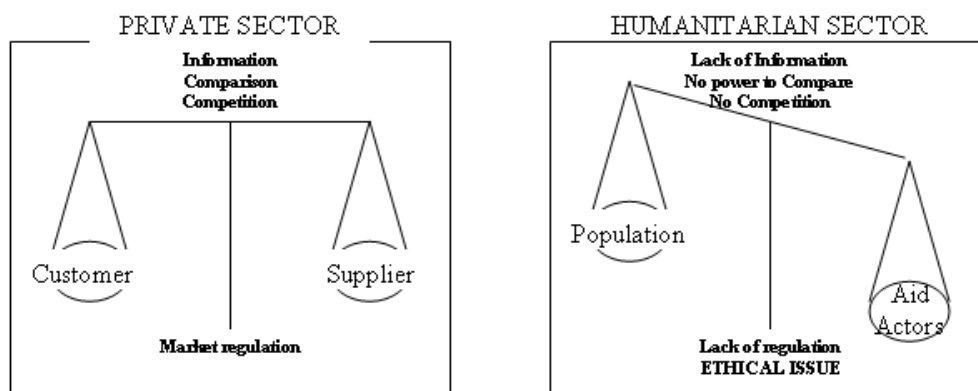 PRIVATE SECTOR
Information
Comparison
Competition
Customer
Supplier
Market regulation
HUMANITARIAN SECTOR
Lack of Information
No power to Compare
No Competition
Population
Aid
Actors
Lack of regulation
ETHICAL ISSUE